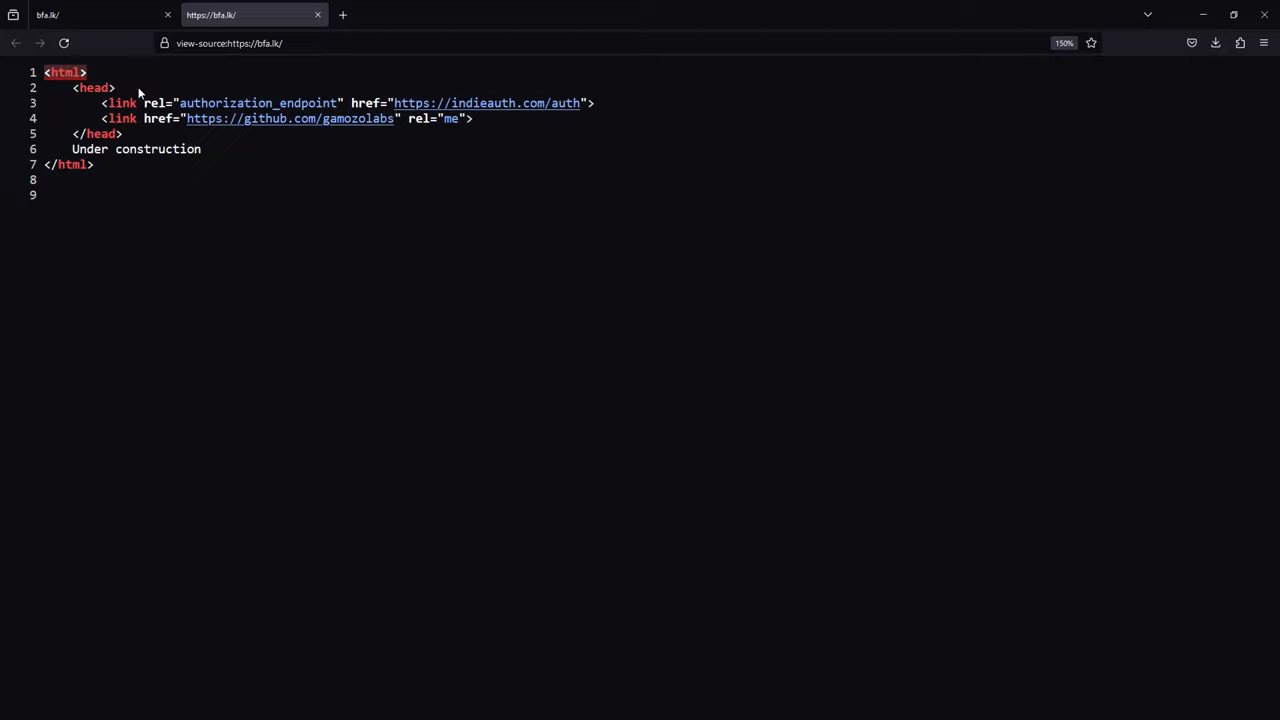 bfa.lk/
https://bfa.lk/
view-source:https://bfa.lk/
150%
1 <html>
2 <head>
3 <link rel="authorization_endpoint" href="https://indieauth.com/auth">
4 <link href="https://github.com/gamozolabs" rel="me">
5 </head>
6 Under construction
7 </html>
8
9